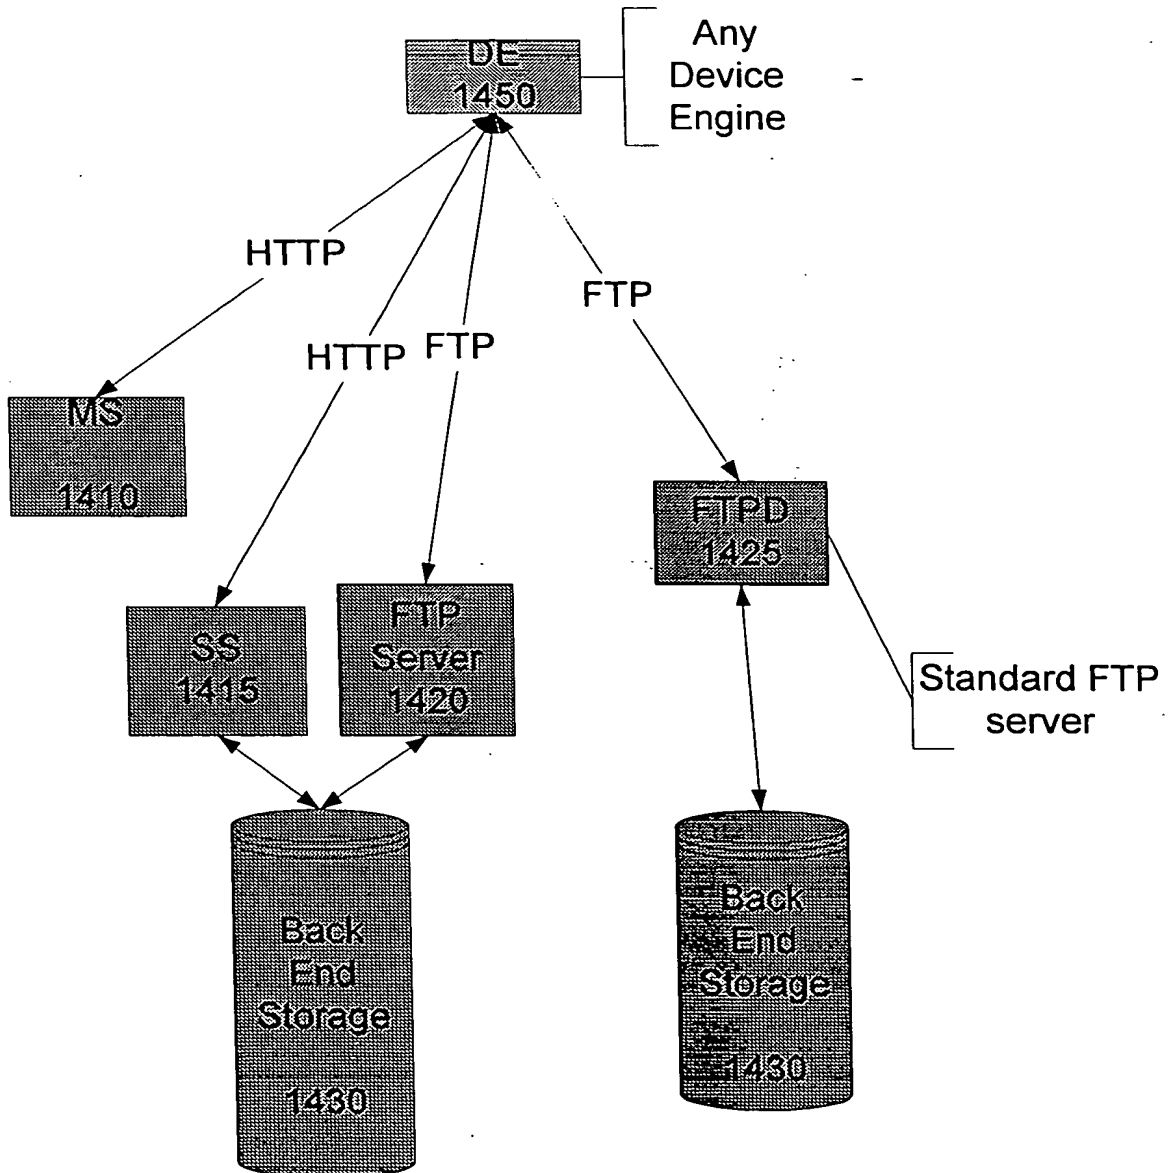 DE
1450
Any
Device
Engine
HTTP
FTP
HTTP
FTP
MS
1410
FTPD
1425
SS
1415
FTP
Server
1420
Standard FTP
server
Back
End
Storage
1430
Back
End
Storage
1430